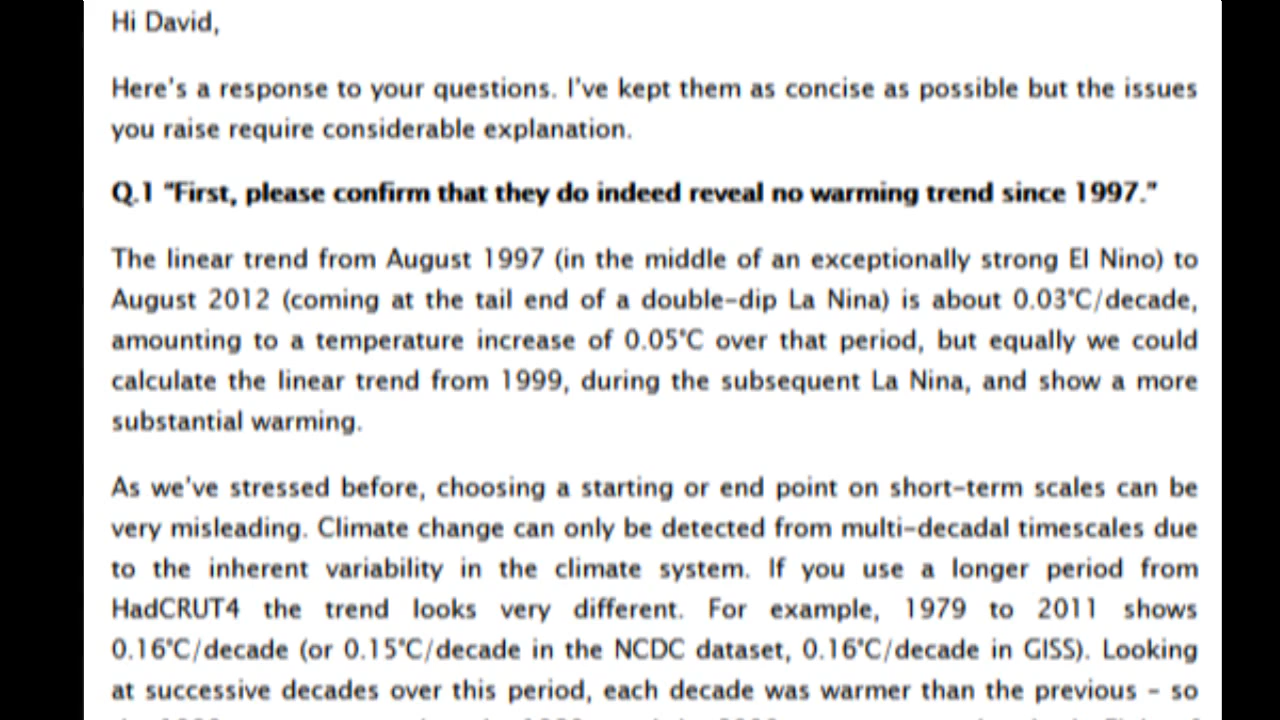 Hi David,
Here's a response to your questions. I've kept them as concise as possible but the issues
you raise require considerable explanation.
Q.1 "First, please confirm that they do indeed reveal no warming trend since 1997."
The linear trend from August 1997 (in the middle of an exceptionally strong El Nino) to
August 2012 (coming at the tail end of a double-dip La Nina) is about 0.03°C/decade,
amounting to a temperature increase of 0.05°C over that period, but equally we could
calculate the linear trend from 1999, during the subsequent La Nina, and show a more
substantial warming.
As we've stressed before, choosing a starting or end point on short-term scales can be
very misleading. Climate change can only be detected from multi-decadal timescales due
to the inherent variability in the climate system. If you use a longer period from
HadCRUT4 the trend looks very different. For example, 1979 to 2011 shows
0.16°C/decade (or 0.15°C/decade in the NCDC dataset, 0.16°C/decade in GISS). Looking
at successive decades over this period, each decade was warmer than the previous – so